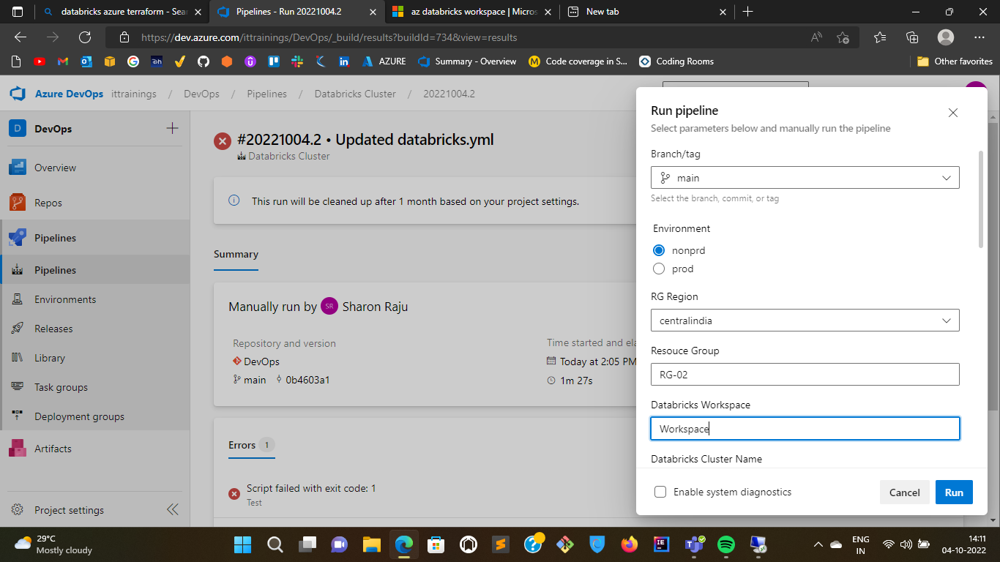 databricks azure terraform - Sear
Pipelines - Run 20221004.2
az databricks workspace | Micros
New tab
https://dev.azure.com/ittrainings/DevOps/_build/results?buildId=734&view=results
AZURE
Summary - Overview
Code coverage in S...
Coding Rooms
Other favorites
Azure DevOps
ittrainings / DevOps / Pipelines / Databricks Cluster / 20221004.2
D DevOps
Overview
Repos
Pipelines
Pipelines
Environments
Releases
Library
Task groups
Deployment groups
Artifacts
Project settings
#20221004.2 • Updated databricks.yml
Databricks Cluster
This run will be cleaned up after 1 month based on your project settings.
Summary
Manually run by SR Sharon Raju
Repository and version
DevOps
main 0b4603a1
Time started and ela
Today at 2:05 PM
1m 27s
Errors 1
Script failed with exit code: 1
Test
Run pipeline
Select parameters below and manually run the pipeline
Branch/tag
main
Select the branch, commit, or tag
Environment
nonprd
prod
RG Region
centralindia
Resouce Group
RG-02
Databricks Workspace
Workspace
Databricks Cluster Name
Enable system diagnostics
Cancel
Run
29°C
Mostly cloudy
ENG
IN
14:11
04-10-2022